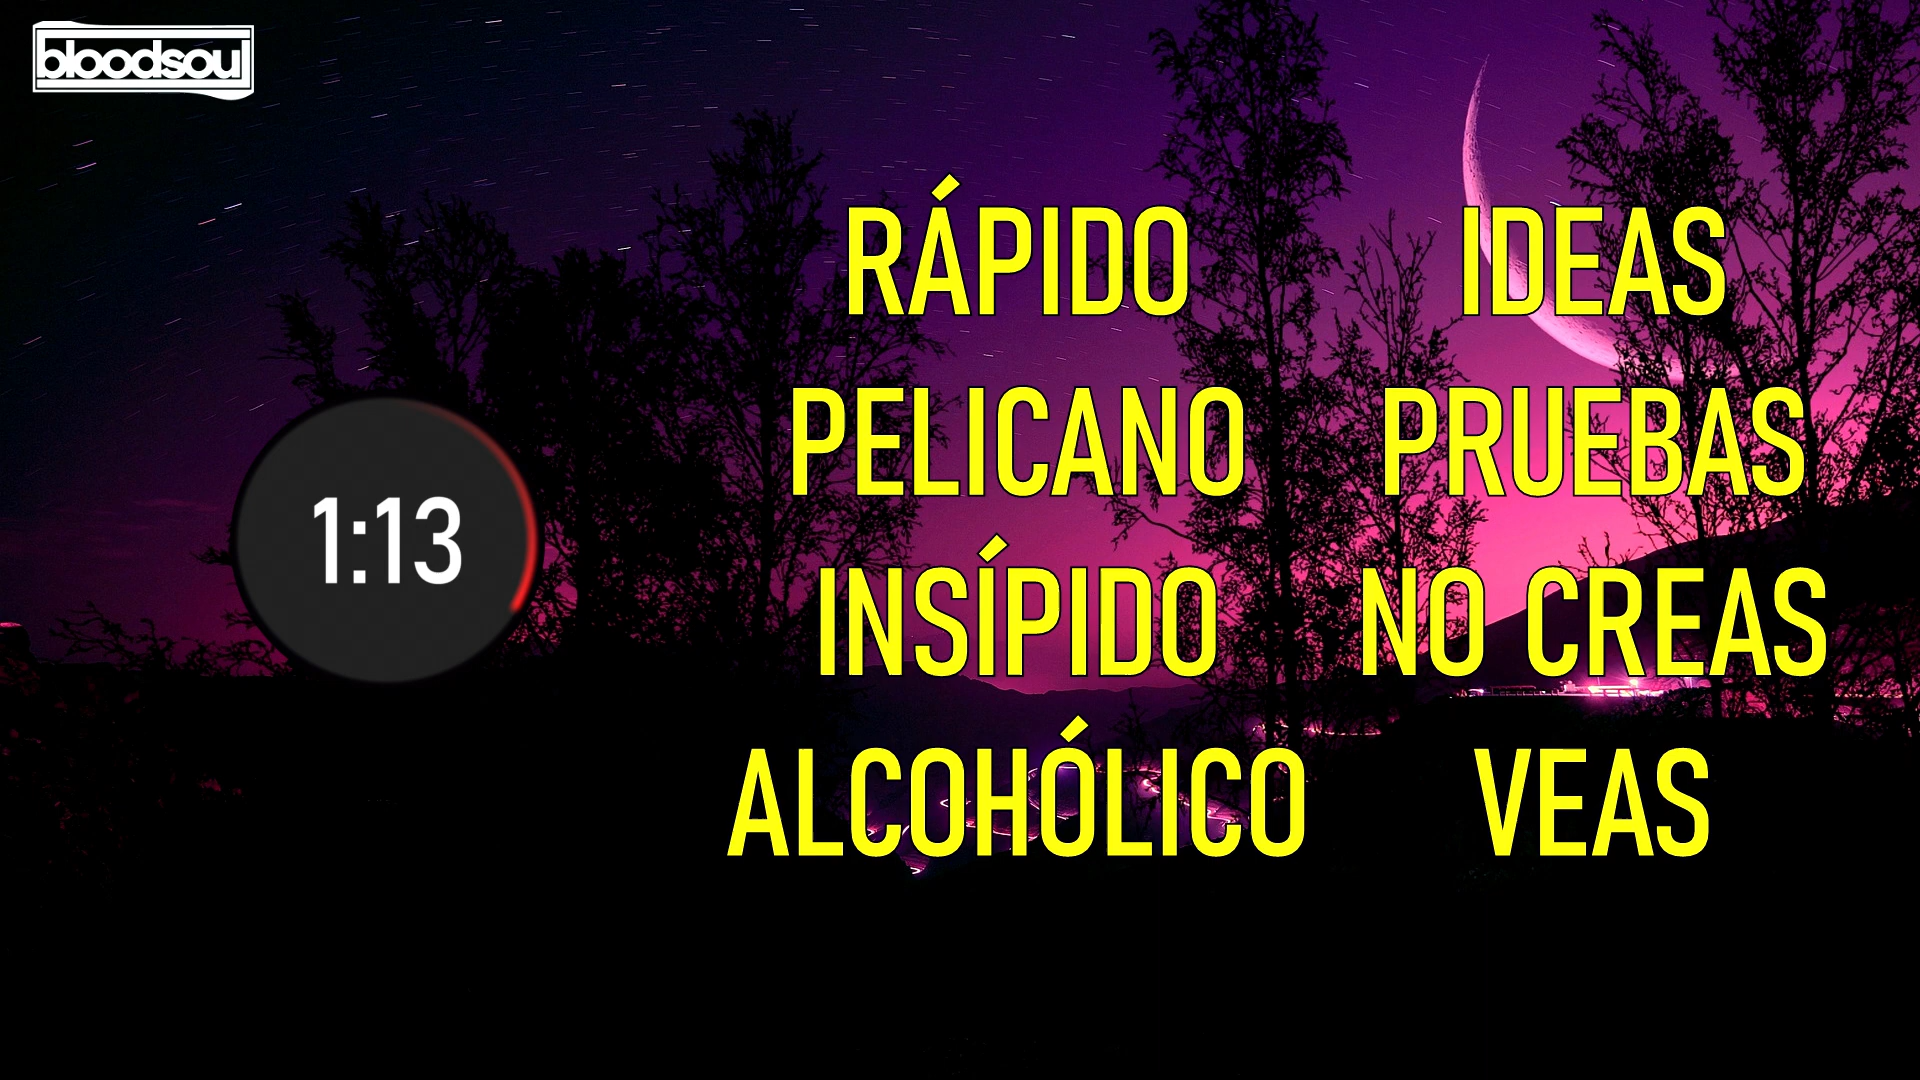 bloodsoul
1:13
RÁPIDO
PELICANO
INSÍPIDO
ALCOHÓLICO
IDEAS
PRUEBAS
NO CREAS
VEAS